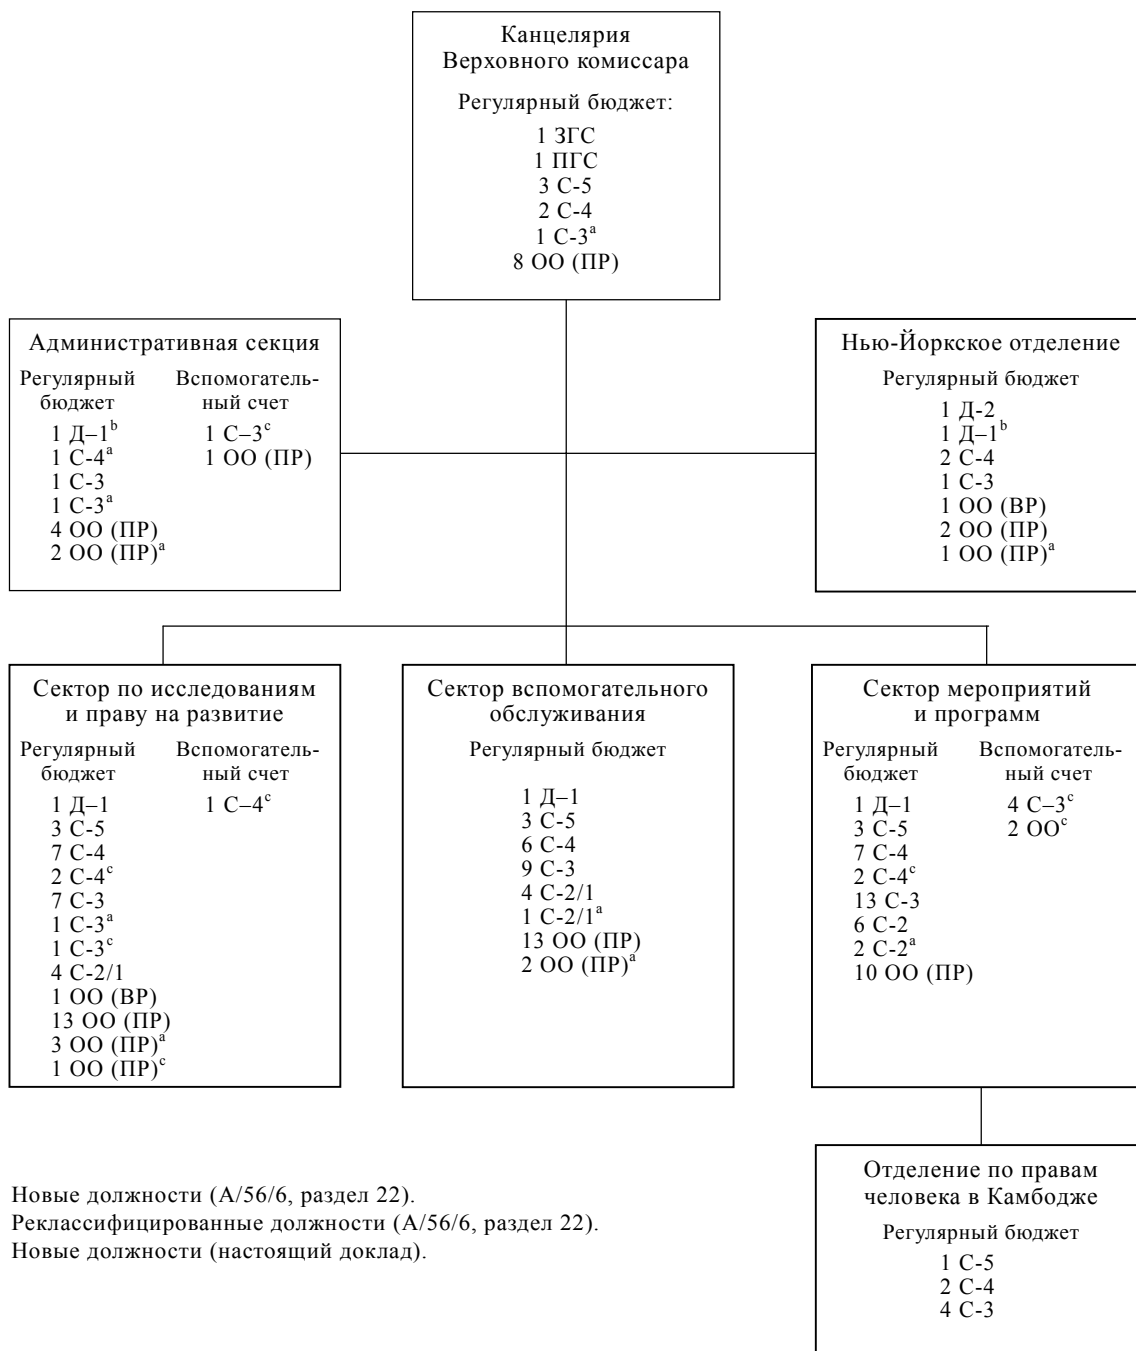 Канцелярия
Верховного комиссара
Регулярный бюджет:
1 ЗГС
1 ПГС
3 С-5
2 С-4
1 С-3a
8 ОО (ПР)
Административная секция
Регулярный
бюджет
1 Д–1b
1 С-4a
1 С-3
1 С-3a
4 ОО (ПР)
2 ОО (ПР)a
Вспомогатель-
ный счет
1 С–3c
1 ОО (ПР)
Нью-Йоркское отделение
Регулярный бюджет
1 Д-2
1 Д–1b
2 С-4
1 С-3
1 ОО (ВР)
2 ОО (ПР)
1 ОО (ПР)a
Сектор по исследованиям
и праву на развитие
Регулярный
бюджет
1 Д–1
3 С-5
7 С-4
2 С-4c
7 С-3
1 С-3a
1 С-3c
4 С-2/1
1 ОО (ВР)
13 ОО (ПР)
3 ОО (ПР)a
1 ОО (ПР)c
Вспомогатель-
ный счет
1 С–4c
Сектор вспомогательного
обслуживания
Регулярный бюджет
1 Д–1
3 С-5
6 С-4
9 С-3
4 С-2/1
1 С-2/1a
13 ОО (ПР)
2 ОО (ПР)a
Сектор мероприятий
и программ
Регулярный
бюджет
1 Д–1
3 С-5
7 С-4
2 С-4c
13 С-3
6 С-2
2 С-2a
10 ОО (ПР)
Вспомогатель-
ный счет
4 С–3c
2 ООc
Отделение по правам
человека в Камбодже
Регулярный бюджет
1 С-5
2 С-4
4 С-3
Новые должности (А/56/6, раздел 22).
Реклассифицированные должности (А/56/6, раздел 22).
Новые должности (настоящий доклад).